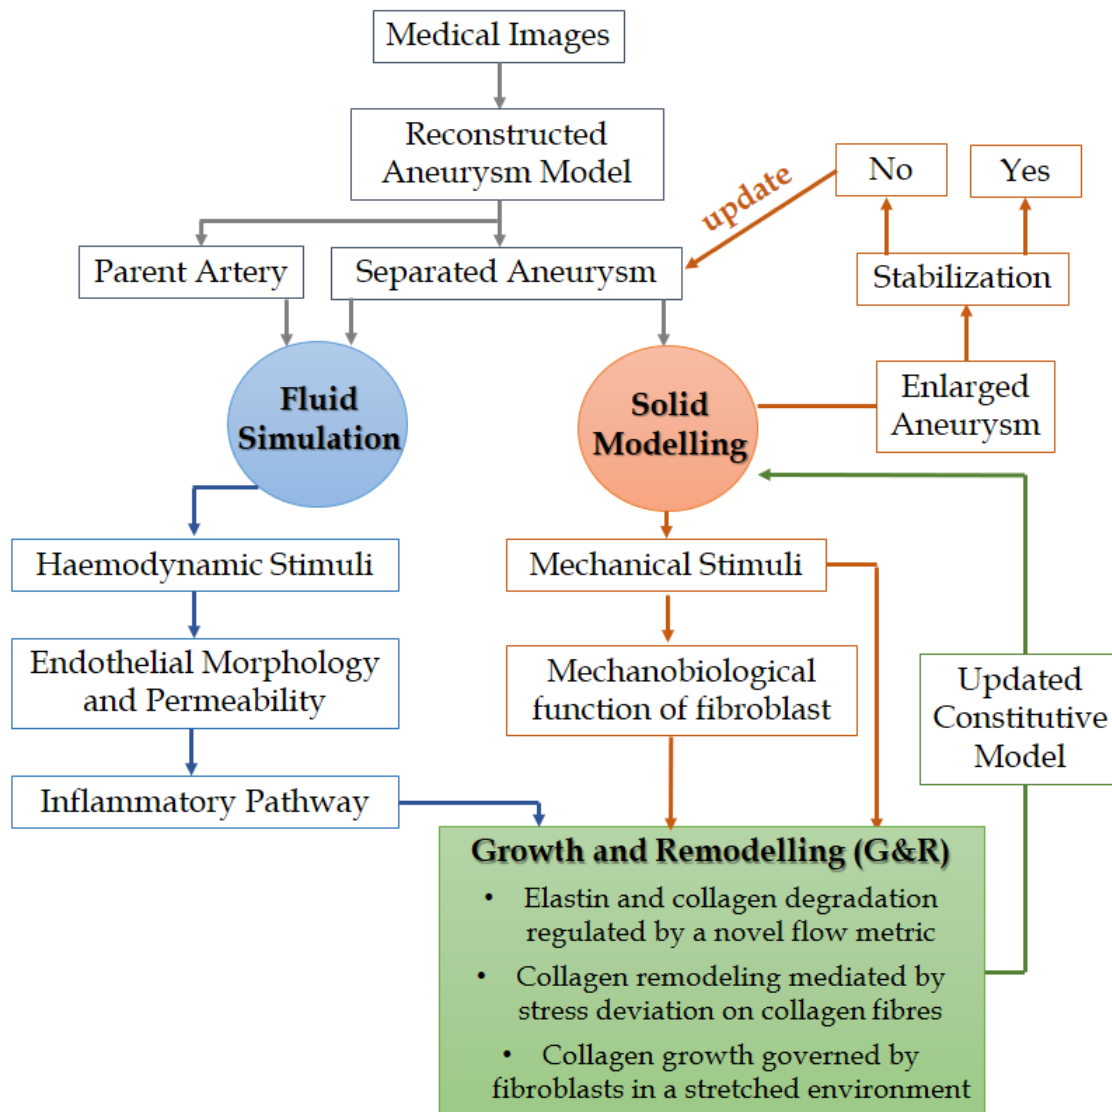 Medical Images
Reconstructed
Aneurysm Model
update
No
Yes
Parent Artery
Separated Aneurysm
Stabilization
Fluid
Simulation
Solid
Modelling
Enlarged
Aneurysm
Haemodynamic Stimuli
Mechanical Stimuli
Endothelial Morphology
and Permeability
Mechanobiological
function of fibroblast
Updated
Constitutive
Model
Inflammatory Pathway
Growth and Remodelling (G&R)
• Elastin and collagen degradation
regulated by a novel flow metric
• Collagen remodeling mediated by
stress deviation on collagen fibres
• Collagen growth governed by
fibroblasts in a stretched environment